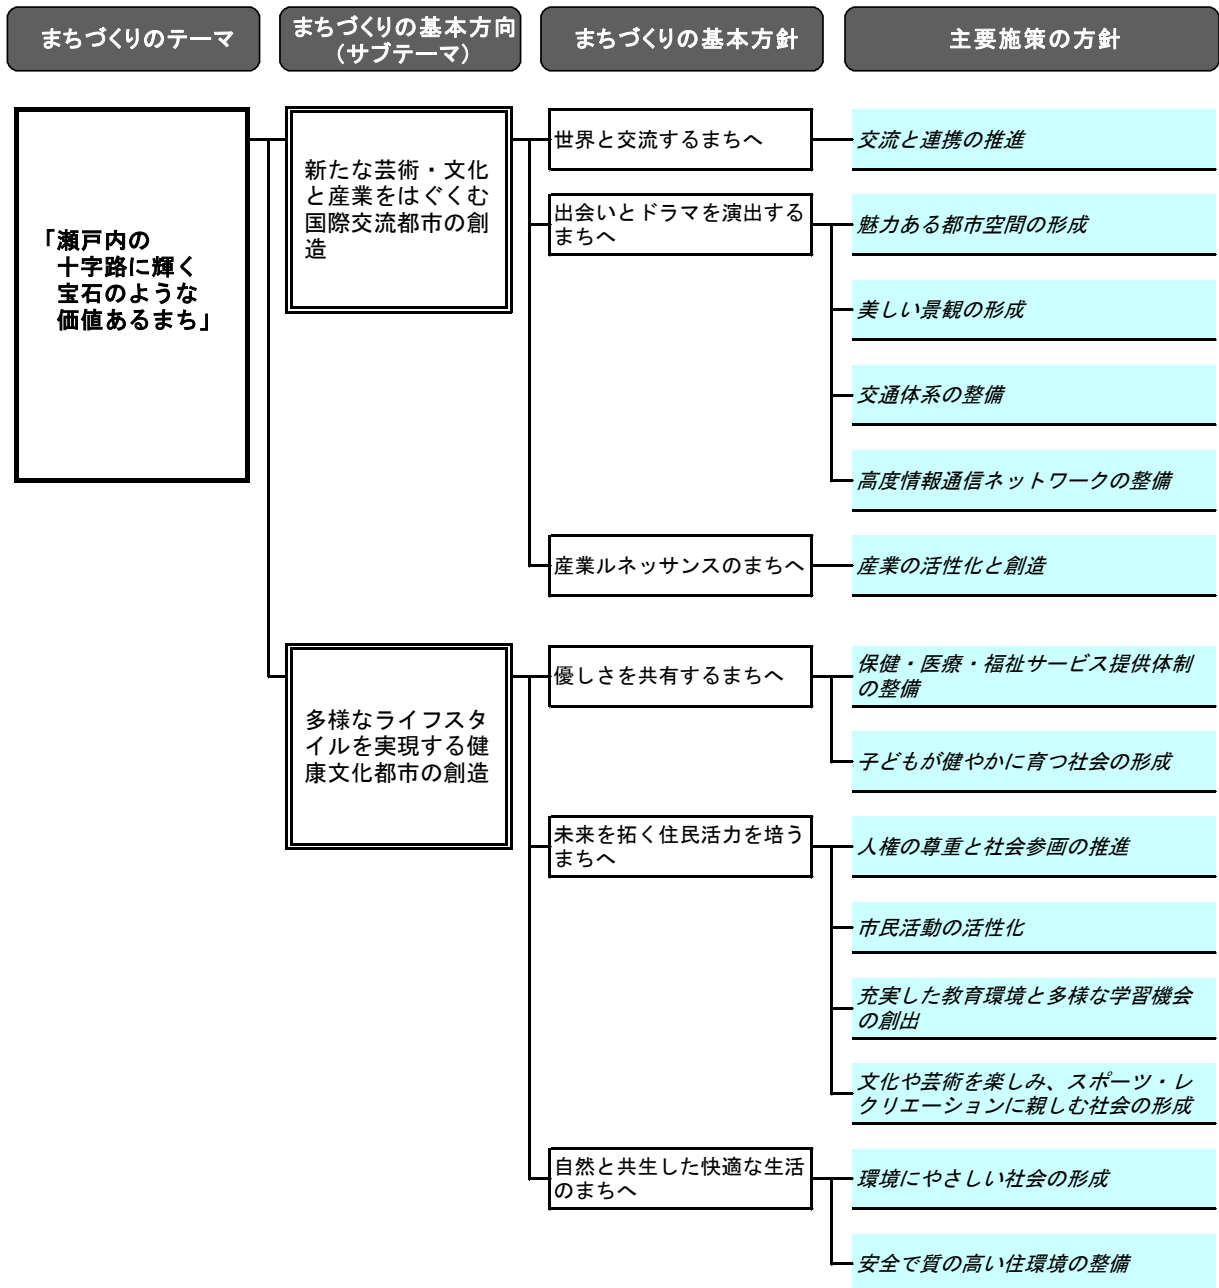 まちづくりのテーマ
まちづくりの基本方向
(サブテーマ)
まちづくりの基本方針
主要施策の方針
「瀬戸内の
十字路に輝く
宝石のような
価値あるまち」
新たな芸術・文化
と産業をはぐくむ
国際交流都市の創
造
世界と交流するまちへ
交流と連携の推進
出会いとドラマを演出する
まちへ
魅力ある都市空間の形成
美しい景観の形成
交通体系の整備
高度情報通信ネットワークの整備
産業ルネッサンスのまちへ
産業の活性化と創造
多様なライフスタ
イルを実現する健
康文化都市の創造
優しさを共有するまちへ
保健・医療・福祉サービス提供体制
の整備
子どもが健やかに育つ社会の形成
未来を拓く住民活力を培う
まちへ
人権の尊重と社会参画の推進
市民活動の活性化
充実した教育環境と多様な学習機会
の創出
文化や芸術を楽しみ、スポーツ・レ
クリエーションに親しむ社会の形成
自然と共生した快適な生活
のまちへ
環境にやさしい社会の形成
安全で質の高い住環境の整備